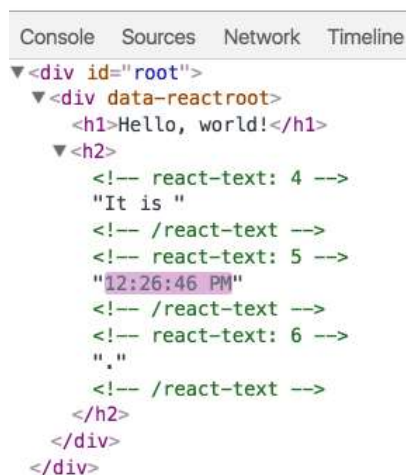 Console Sources Network Timeline
▼<div id="root">
▼<div data-reactroot>
<h1>Hello, world!</h1>
▼<h2>
<!-- react-text: 4 -->
"It is "
<!-- /react-text -->
<!-- react-text: 5 -->
"12:26:46 PM"
<!-- /react-text -->
<!-- react-text: 6 -->
"."
<!-- /react-text -->
</h2>
</div>
</div>